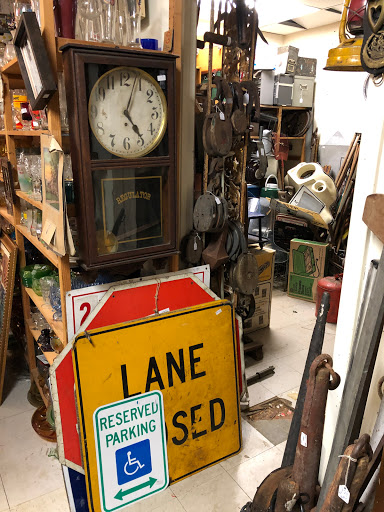 REGULATOR
2
LANE
SED
RESERVED
PARKING